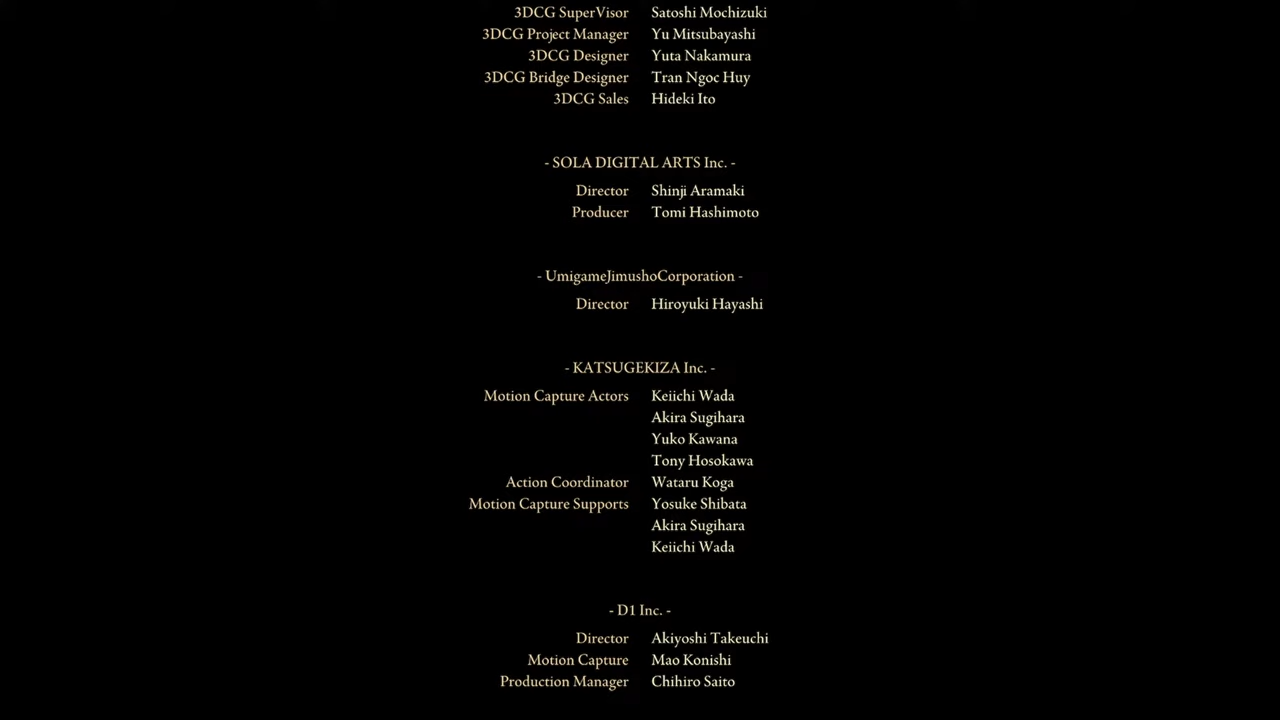 3DCG SuperVisor Satoshi Mochizuki
3DCG Project Manager Yu Mitsubayashi
3DCG Designer Yuta Nakamura
3DCG Bridge Designer Tran Ngoc Huy
3DCG Sales Hideki Ito
- SOLA DIGITAL ARTS Inc. -
Director Shinji Aramaki
Producer Tomi Hashimoto
- UmigameJimushoCorporation -
Director Hiroyuki Hayashi
- KATSUGEKIZA Inc. -
Motion Capture Actors Keiichi Wada
Akira Sugihara
Yuko Kawana
Tony Hosokawa
Action Coordinator Wataru Koga
Motion Capture Supports Yosuke Shibata
Akira Sugihara
Keiichi Wada
- D1 Inc. -
Director Akiyoshi Takeuchi
Motion Capture Mao Konishi
Production Manager Chihiro Saito